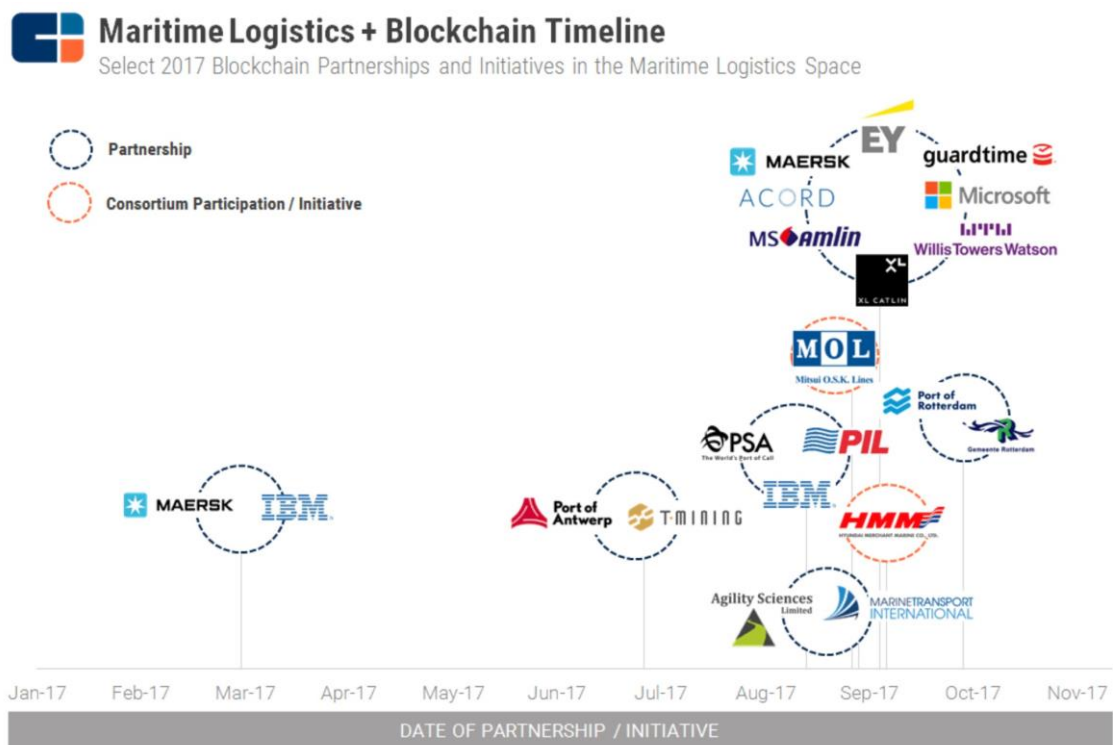 Maritime Logistics + Blockchain Timeline
Select 2017 Blockchain Partnerships and Initiatives in the Maritime Logistics Space
Partnership
Consortium Participation / Initiative
EY
MAERSK
guardtime
ACORD
Microsoft
MS amlin
Willis Towers Watson
XL
XL CATLIN
MOL
Mitsui O.S.K. Lines
Port of
Rotterdam
Gemeente Rotterdam
PSA
The World's Port of Call
PIL
IBM
MAERSK
IBM
Port of
Antwerp
T-MINING
HMM
HYUNDAI MERCHANT MARINE CO., LTD.
Agility Sciences
Limited
MARINETRANSPORT
INTERNATIONAL
Jan-17 Feb-17 Mar-17 Apr-17 May-17 Jun-17 Jul-17 Aug-17 Sep-17 Oct-17 Nov-17
DATE OF PARTNERSHIP / INITIATIVE